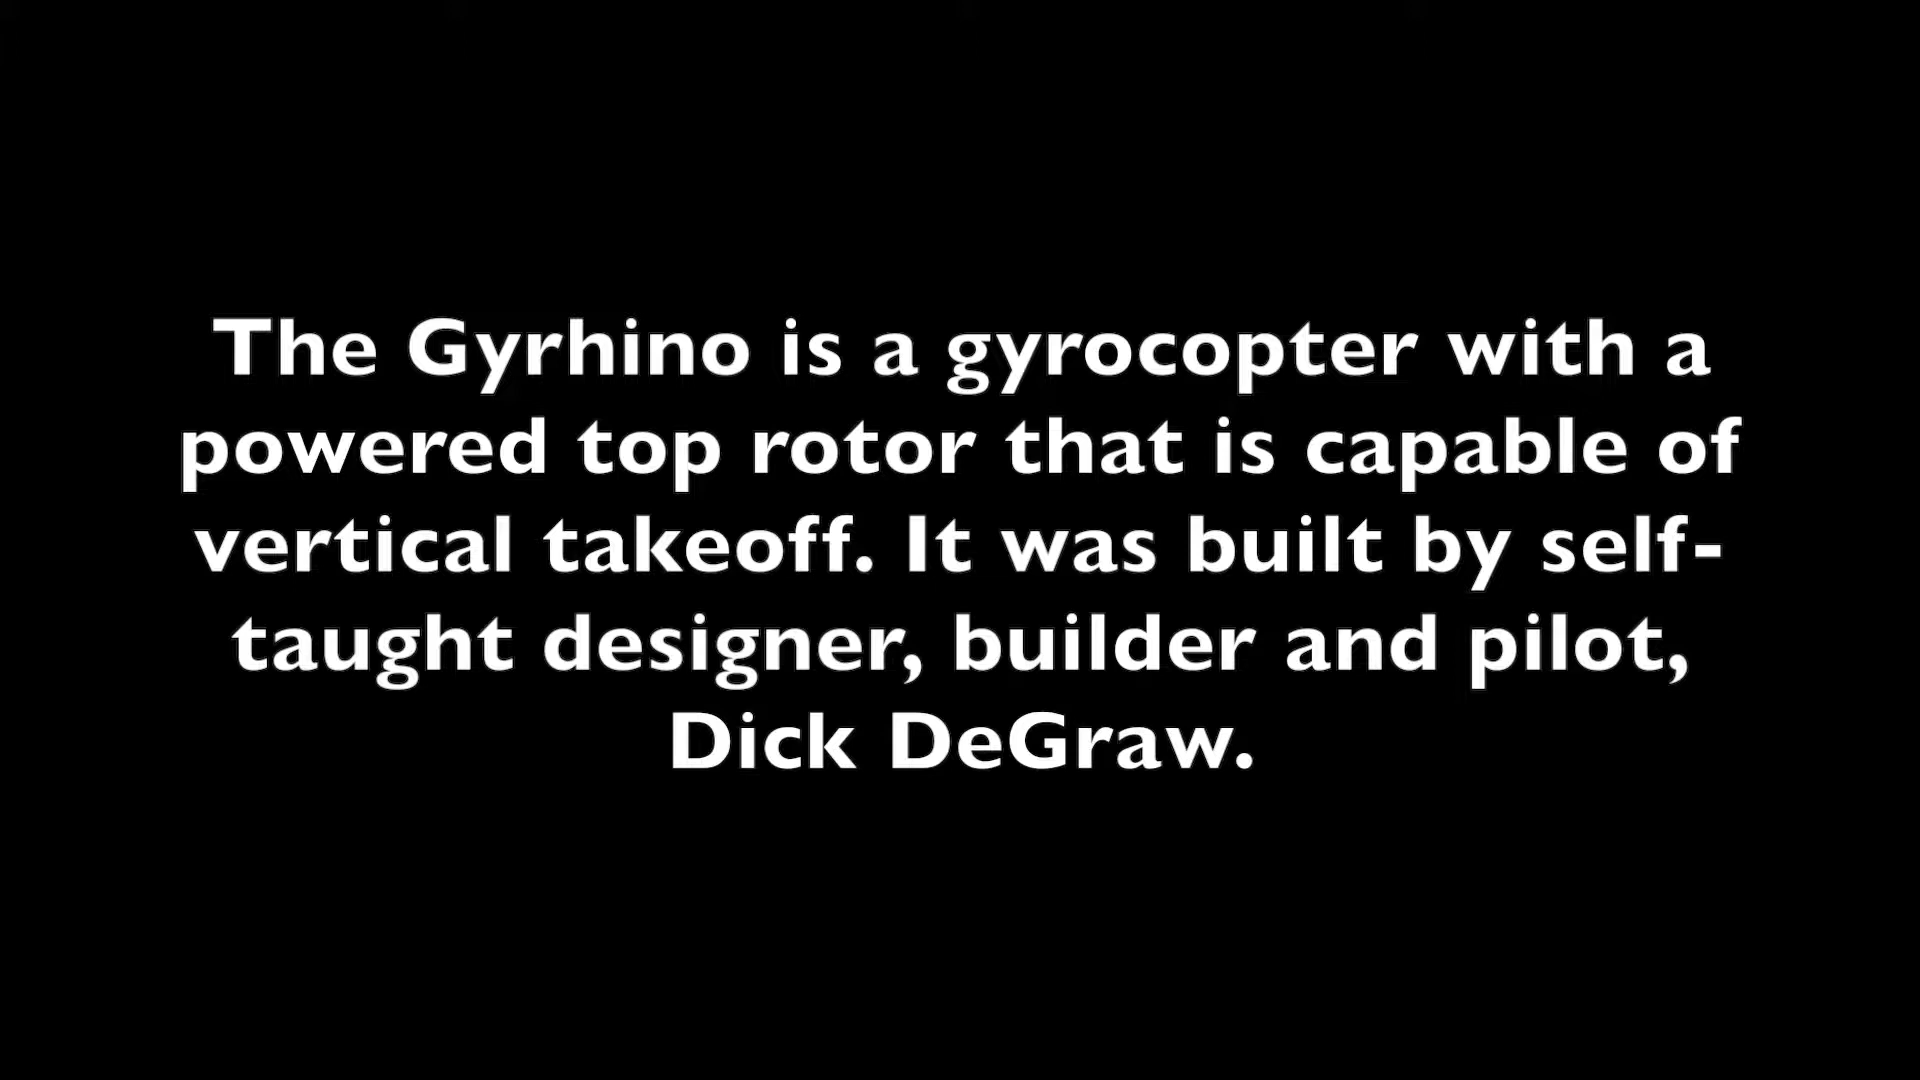 The Gyrhino is a gyrocopter with a
powered top rotor that is capable of
vertical takeoff. It was built by self-
taught designer, builder and pilot,
Dick DeGraw.